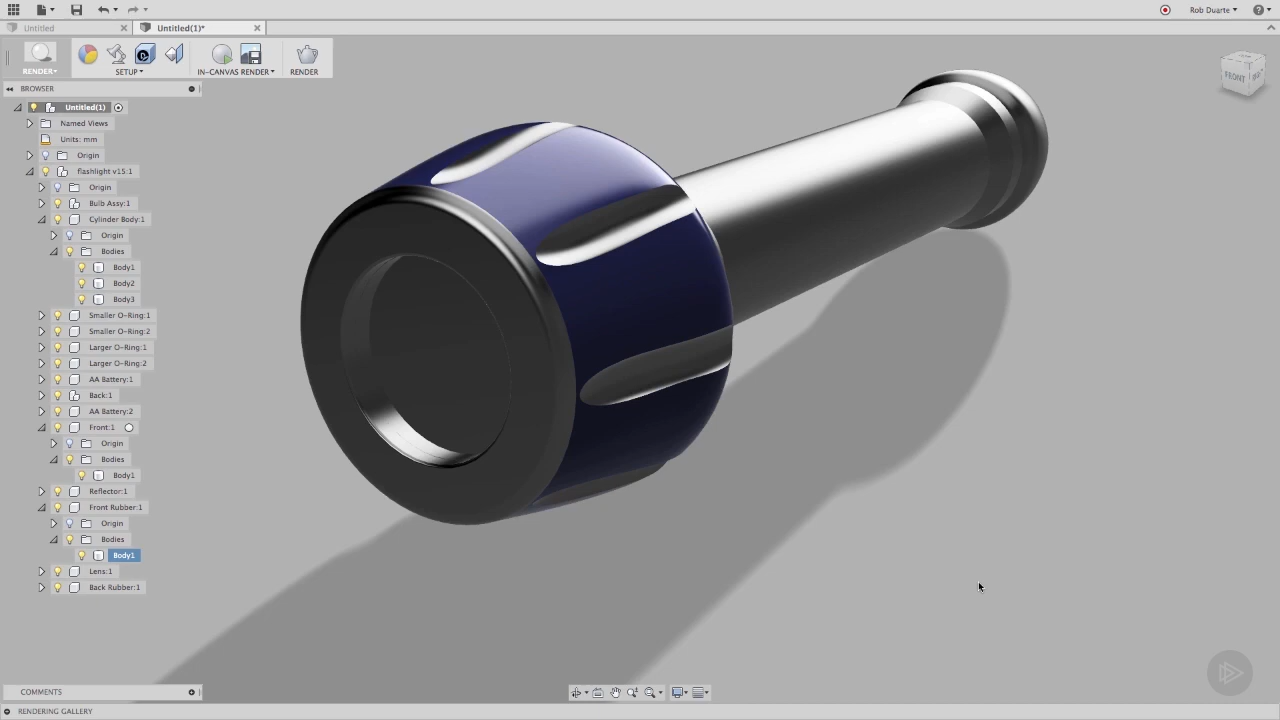 Rob Duarte
Untitled
Untitled(1)*
RENDER
SETUP
IN-CANVAS RENDER
RENDER
BROWSER
FRONT
Untitled(1)
Named Views
Units: mm
Origin
flashlight v15:1
Origin
Bulb Assy:1
Cylinder Body:1
Origin
Bodies
Body1
Body2
Body3
Smaller O-Ring:1
Smaller O-Ring:2
Larger O-Ring:1
Larger O-Ring:2
AA Battery:1
Back:1
AA Battery:2
Front:1
Origin
Bodies
Body1
Reflector:1
Front Rubber:1
Origin
Bodies
Body1
Lens:1
Back Rubber:1
COMMENTS
RENDERING GALLERY